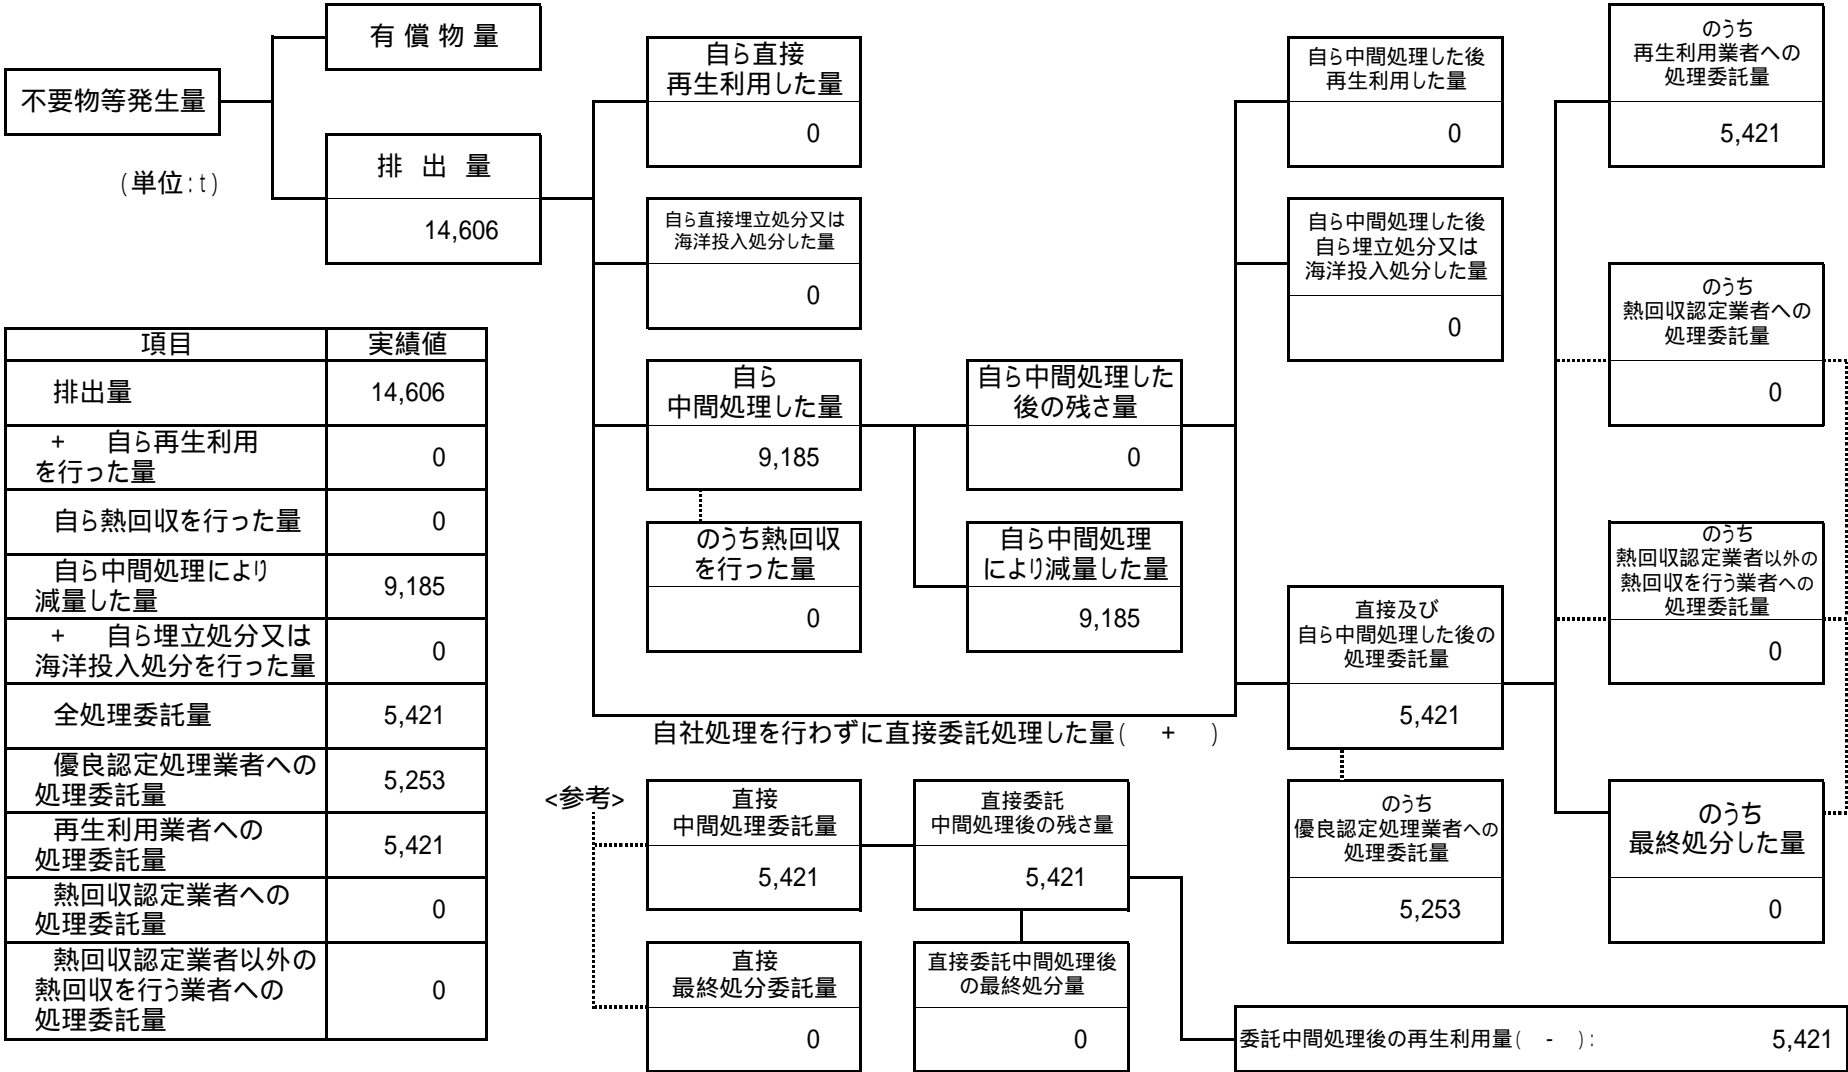 不要物等発生量
(単位:t)
有償物量
排出量
14,606
自ら直接
再生利用した量
0
自ら直接埋立処分又は
海洋投入処分した量
0
自ら
中間処理した量
9,185
のうち熱回収
を行った量
0
自ら中間処理した
後の残さ量
0
自ら中間処理
により減量した量
9,185
自ら中間処理した後
再生利用した量
0
自ら中間処理した後
自ら埋立処分又は
海洋投入処分した量
0
直接及び
自ら中間処理した後の
処理委託量
5,421
のうち
優良認定処理業者への
処理委託量
5,253
のうち
再生利用業者への
処理委託量
5,421
のうち
熱回収認定業者への
処理委託量
0
のうち
熱回収認定業者以外の
熱回収を行う業者への
処理委託量
0
のうち
最終処分した量
0
自社処理を行わずに直接委託処理した量( + )
<参考>
直接
中間処理委託量
5,421
直接委託
中間処理後の残さ量
5,421
直接
最終処分委託量
0
直接委託中間処理後
の最終処分量
0
委託中間処理後の再生利用量( - ): 5,421
項目 実績値
排出量 14,606
+ 自ら再生利用
を行った量 0
自ら熱回収を行った量 0
自ら中間処理により
減量した量 9,185
+ 自ら埋立処分又は
海洋投入処分を行った量 0
全処理委託量 5,421
優良認定処理業者への
処理委託量 5,253
再生利用業者への
処理委託量 5,421
熱回収認定業者への
処理委託量 0
熱回収認定業者以外の
熱回収を行う業者への
処理委託量 0